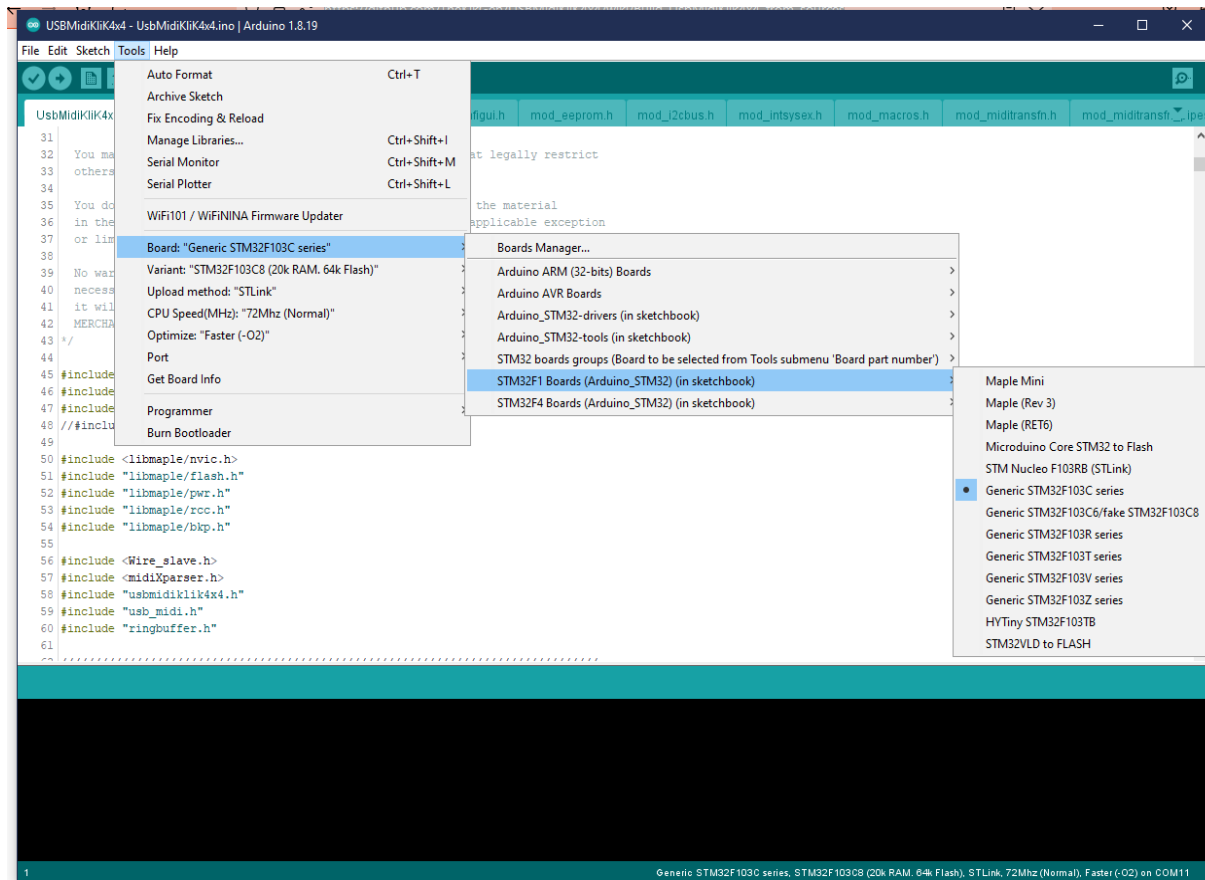 USBMidiKliK4x4 - UsbMidiKliK4x4.ino | Arduino 1.8.19
File Edit Sketch Tools Help
UsbMidiKliK4x
figui.h
mod_eeprom.h
mod_i2cbus.h
mod_intsysex.h
mod_macros.h
mod_miditransfn.h
mod_miditransfr
ipe
Auto Format Ctrl+T
Archive Sketch
Fix Encoding & Reload
Manage Libraries... Ctrl+Shift+I
Serial Monitor Ctrl+Shift+M
Serial Plotter Ctrl+Shift+L
WiFi101 / WiFiNINA Firmware Updater
Board: "Generic STM32F103C series"
Variant: "STM32F103C8 (20k RAM. 64k Flash)"
Upload method: "STLink"
CPU Speed(MHz): "72Mhz (Normal)"
Optimize: "Faster (-O2)"
Port
Get Board Info
Programmer
Burn Bootloader
Boards Manager...
Arduino ARM (32-bits) Boards
Arduino AVR Boards
Arduino_STM32-drivers (in sketchbook)
Arduino_STM32-tools (in sketchbook)
STM32 boards groups (Board to be selected from Tools submenu 'Board part number')
STM32F1 Boards (Arduino_STM32) (in sketchbook)
STM32F4 Boards (Arduino_STM32) (in sketchbook)
Maple Mini
Maple (Rev 3)
Maple (RET6)
Microduino Core STM32 to Flash
STM Nucleo F103RB (STLink)
Generic STM32F103C series
Generic STM32F103C6/fake STM32F103C8
Generic STM32F103R series
Generic STM32F103T series
Generic STM32F103V series
Generic STM32F103Z series
HYTiny STM32F103TB
STM32VLD to FLASH
31
32 You ma at legally restrict
33 others
34
35 You do the material
36 in the applicable exception
37 or lim
38
39 No war
40 necess
41 it wil
42 MERCHA
43 */
44
45 #include
46 #include
47 #include
48 //#inclu
49
50 #include <libmaple/nvic.h>
51 #include "libmaple/flash.h"
52 #include "libmaple/pwr.h"
53 #include "libmaple/rcc.h"
54 #include "libmaple/bkp.h"
55
56 #include <Wire_slave.h>
57 #include <midiXparser.h>
58 #include "usbmidiklik4x4.h"
59 #include "usb_midi.h"
60 #include "ringbuffer.h"
61
1 Generic STM32F103C series, STM32F103C8 (20k RAM. 64k Flash), STLink, 72Mhz (Normal), Faster (-O2) on COM11